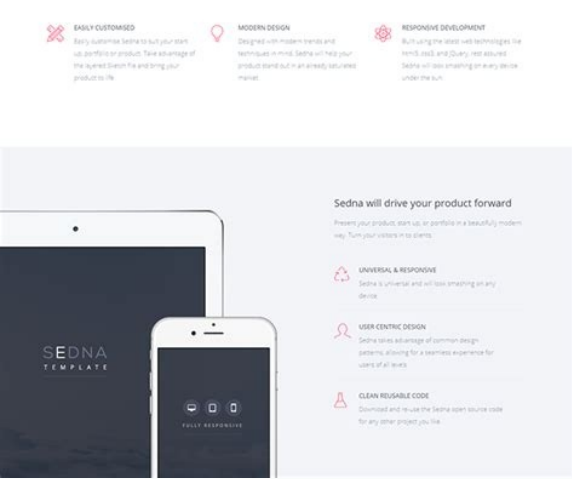 EASILY CUSTOMISED
Easily customise Sedna to suit your start
up, portfolio or product. Take advantage of
the layered Sketch file and bring your
product to life.
MODERN DESIGN
Designed with modern trends and
techniques in mind, Sedna will help your
product stand out in an already saturated
market.
RESPONSIVE DEVELOPMENT
Built using the latest web technologies like
html5, css3, and jQuery, rest assured
Sedna will look smashing on every device
under the sun.
Sedna will drive your product forward
Present your product, start up, or portfolio in a beautifully modern
way. Turn your visitors in to clients.
UNIVERSAL & RESPONSIVE
Sedna is universal and will look smashing on any
device.
USER CENTRIC DESIGN
Sedna takes advantage of common design
patterns, allowing for a seamless experience for
users of all levels.
CLEAN REUSABLE CODE
Download and re-use the Sedna open source code
for any other project you like.
SEDNA
TEMPLATE
FULLY RESPONSIVE